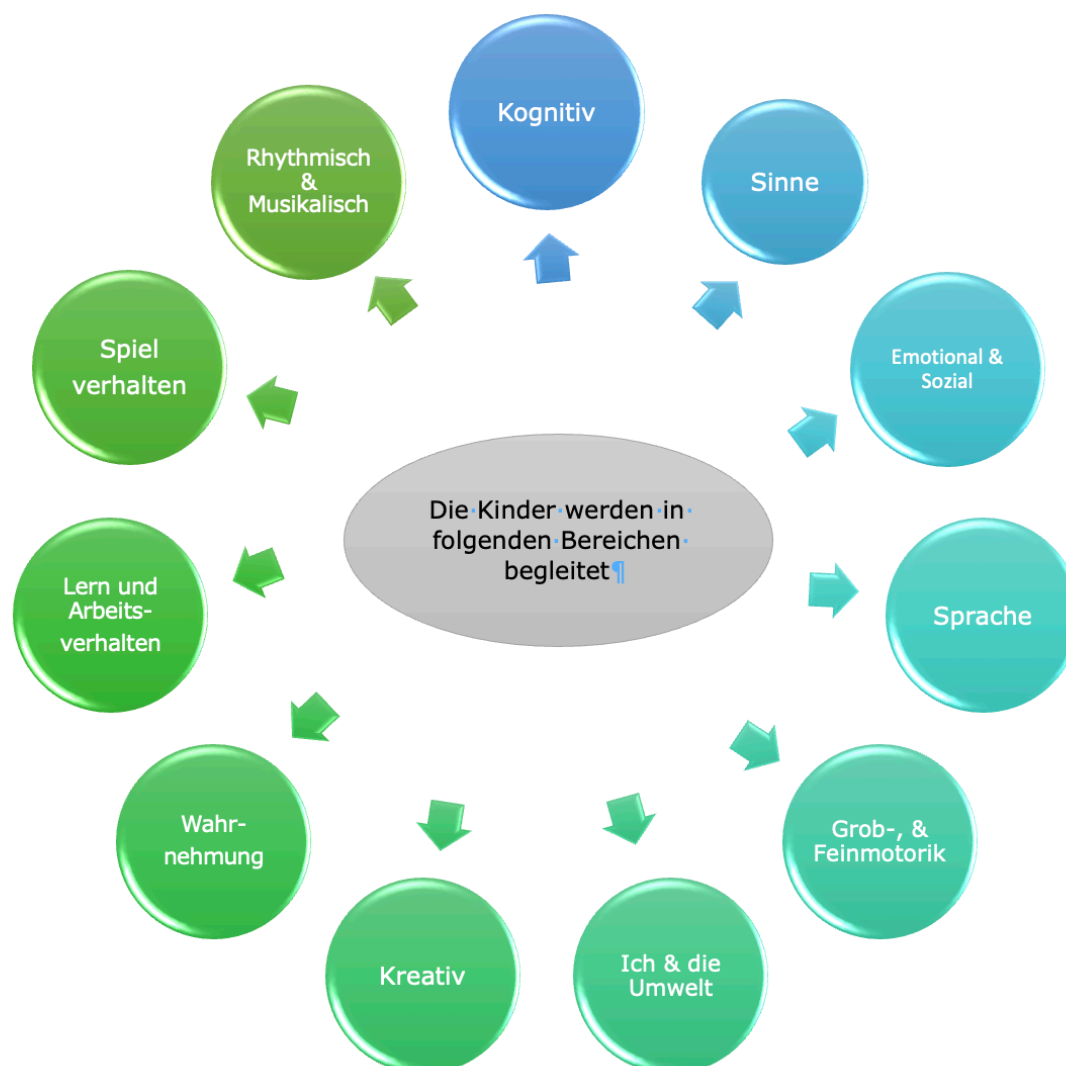 Kognitiv
Sinne
Emotional &
Sozial
Sprache
Grob-, &
Feinmotorik
Ich & die
Umwelt
Kreativ
Wahr-
nehmung
Lern und
Arbeits-
verhalten
Spiel
verhalten
Rhythmisch
&
Musikalisch
Die·Kinder·werden·in·
folgenden·Bereichen·
begleitet¶